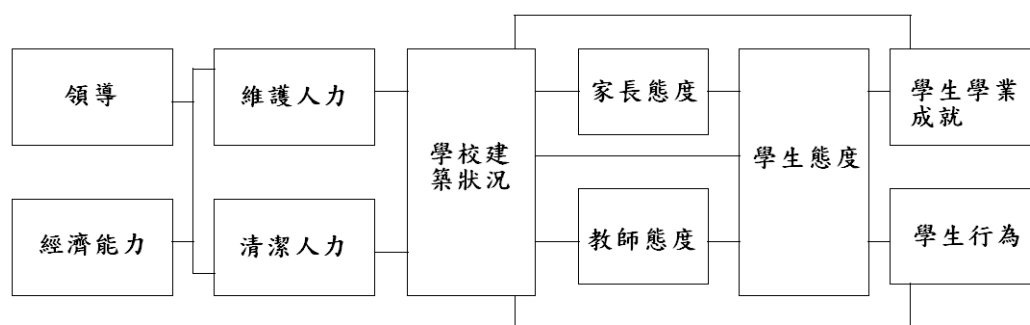 領導
維護人力
家長態度
學生學業
成就
學校建
築狀況
學生態度
經濟能力
清潔人力
教師態度
學生行為